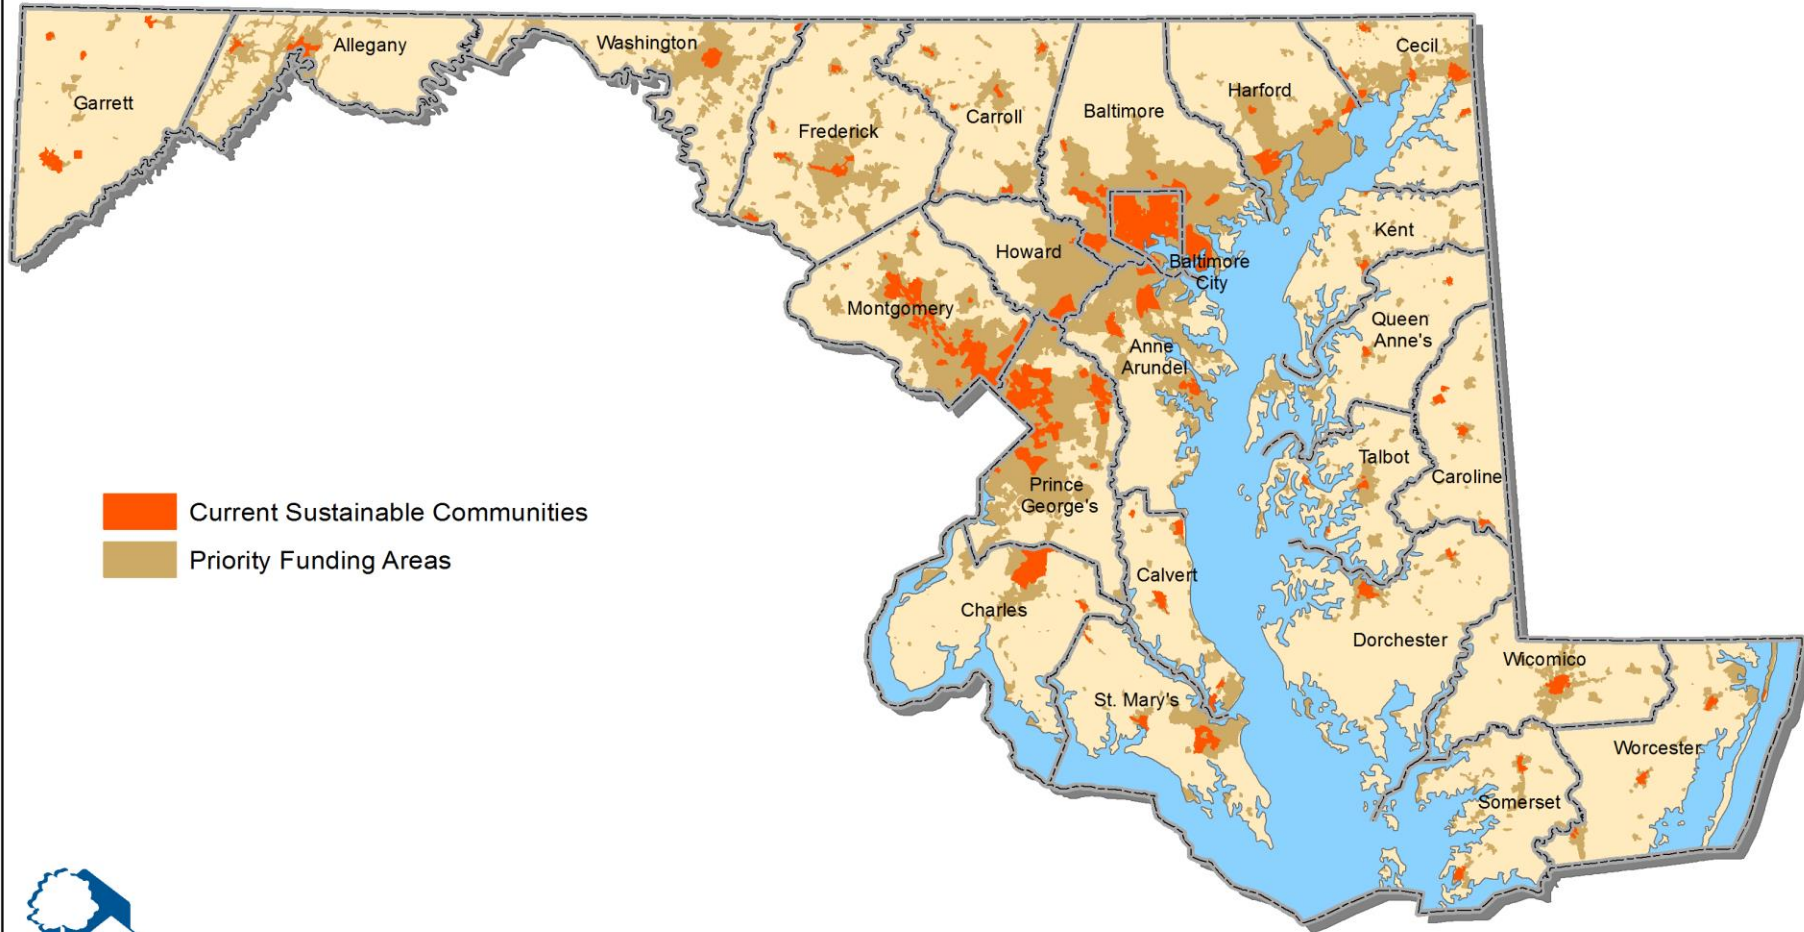 Garrett
Allegany
Washington
Frederick
Carroll
Baltimore
Harford
Cecil
Howard
Montgomery
Baltimore
City
Kent
Queen
Anne's
Anne
Arundel
Talbot
Caroline
Prince
George's
Current Sustainable Communities
Priority Funding Areas
Calvert
Charles
Dorchester
St. Mary's
Wicomico
Worcester
Somerset